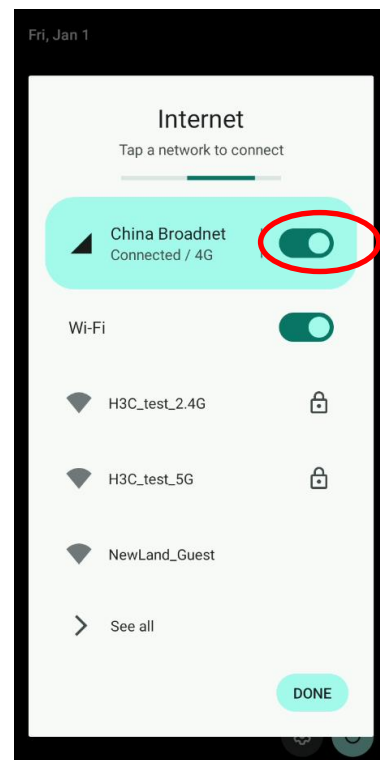 Fri, Jan 1
Internet
Tap a network to connect
China Broadnet
Connected / 4G
Wi-Fi
H3C_test_2.4G
H3C_test_5G
NewLand_Guest
See all
DONE